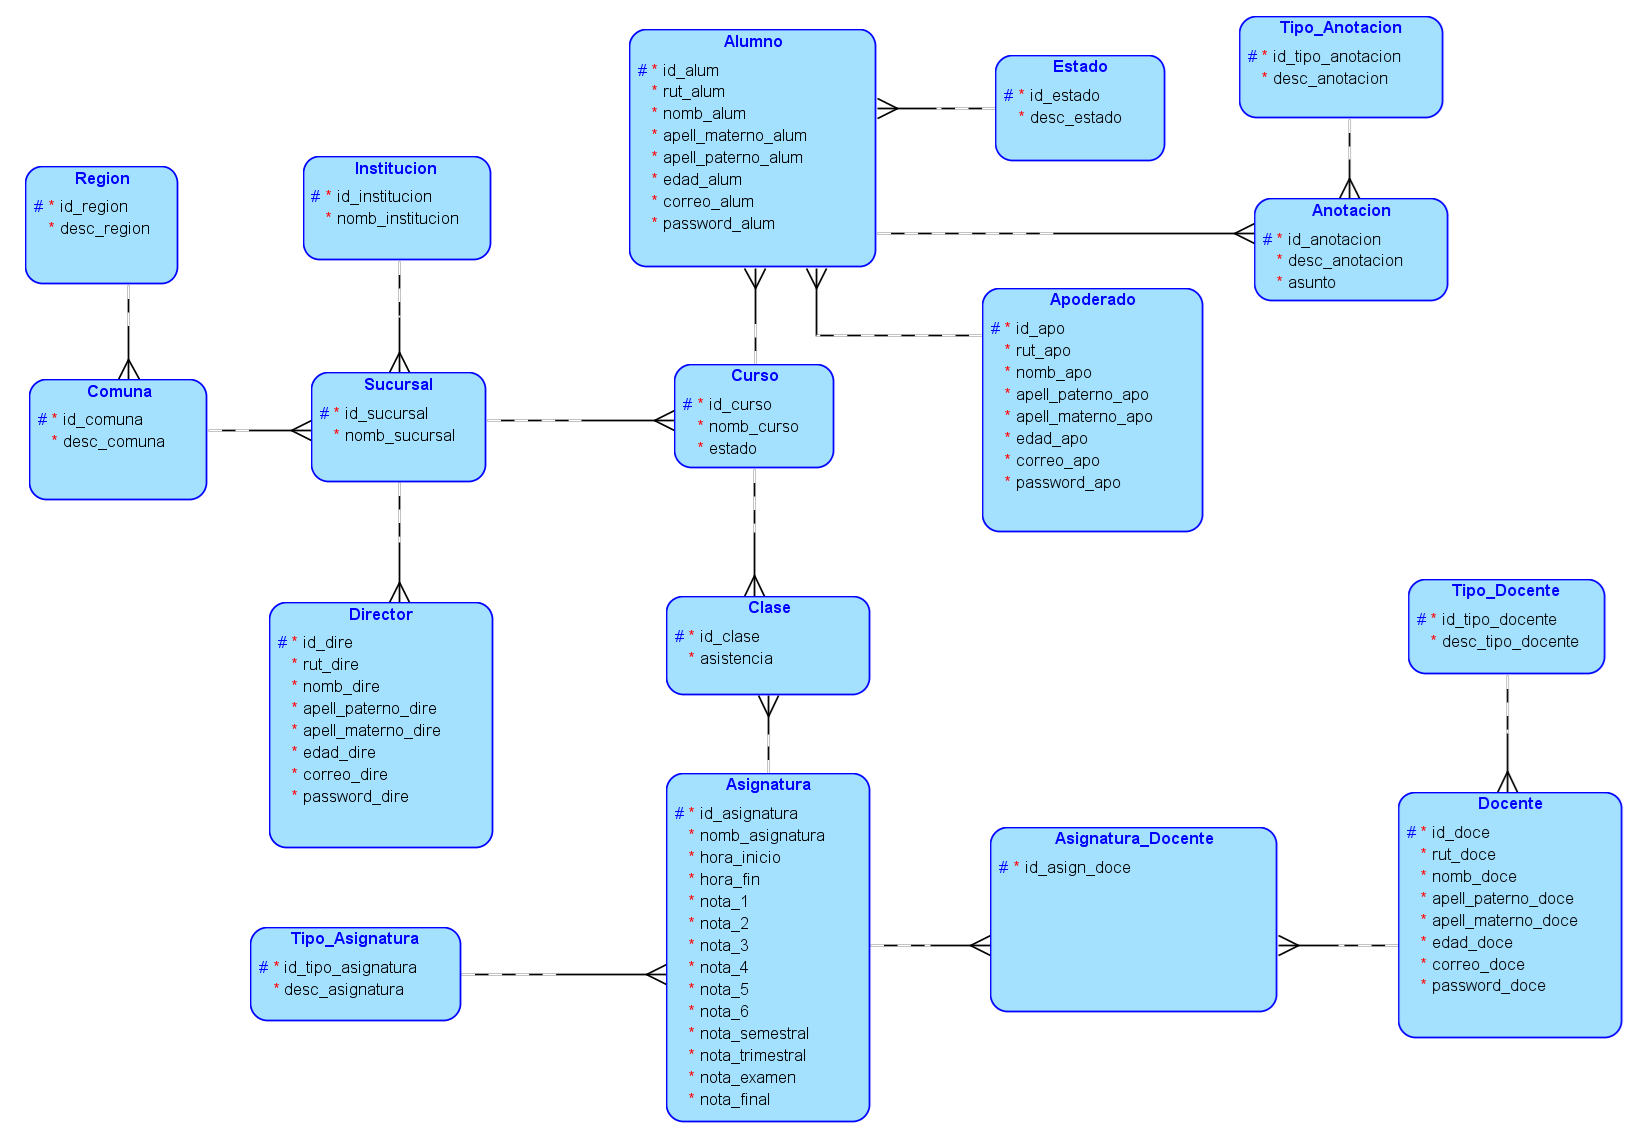 Alumno
# * id_alum
* rut_alum
* nomb_alum
* apell_materno_alum
* apell_paterno_alum
* edad_alum
* correo_alum
* password_alum
Estado
# * id_estado
* desc_estado
Tipo_Anotacion
# * id_tipo_anotacion
* desc_anotacion
Region
# * id_region
* desc_region
Institucion
# * id_institucion
* nomb_institucion
Anotacion
# * id_anotacion
* desc_anotacion
* asunto
Apoderado
# * id_apo
* rut_apo
* nomb_apo
* apell_paterno_apo
* apell_materno_apo
* edad_apo
* correo_apo
* password_apo
Comuna
# * id_comuna
* desc_comuna
Sucursal
# * id_sucursal
* nomb_sucursal
Curso
# * id_curso
* nomb_curso
* estado
Director
# * id_dire
* rut_dire
* nomb_dire
* apell_paterno_dire
* apell_materno_dire
* edad_dire
* correo_dire
* password_dire
Clase
# * id_clase
* asistencia
Tipo_Docente
# * id_tipo_docente
* desc_tipo_docente
Asignatura
# * id_asignatura
* nomb_asignatura
* hora_inicio
* hora_fin
* nota_1
* nota_2
* nota_3
* nota_4
* nota_5
* nota_6
* nota_semestral
* nota_trimestral
* nota_examen
* nota_final
Asignatura_Docente
# * id_asign_doce
Docente
# * id_doce
* rut_doce
* nomb_doce
* apell_paterno_doce
* apell_materno_doce
* edad_doce
* correo_doce
* password_doce
Tipo_Asignatura
# * id_tipo_asignatura
* desc_asignatura